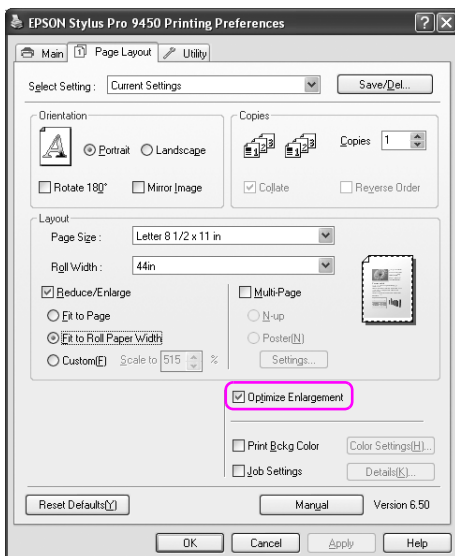 EPSON Stylus Pro 9450 Printing Preferences
Main Page Layout Utility
Select Setting : Current Settings Save/Del...
Orientation
Portrait Landscape
Rotate 180° Mirror Image
Copies
Copies 1
Collate Reverse Order
Layout
Page Size : Letter 8 1/2 x 11 in
Roll Width : 44in
Reduce/Enlarge
Fit to Page
Fit to Roll Paper Width
Custom(F) Scale to 515 %
Multi-Page
N-up
Poster(N)
Settings...
Optimize Enlargement
Print Bckg Color Color Settings(H)...
Job Settings Details(K)...
Reset Defaults(Y) Manual Version 6.50
OK Cancel Apply Help